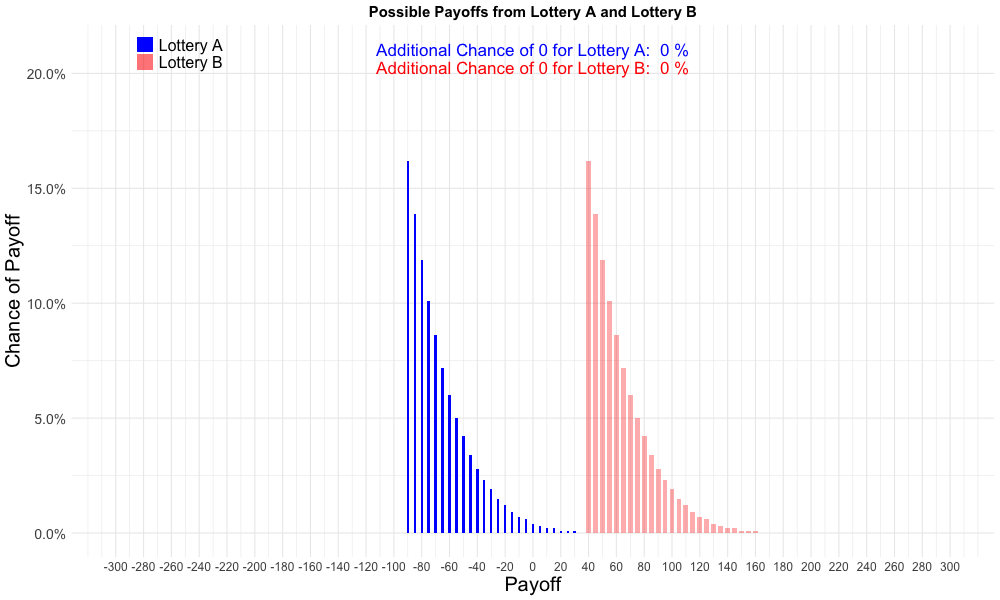 Possible Payoffs from Lottery A and Lottery B
Lottery A
Lottery B
Additional Chance of 0 for Lottery A:  0 %
Additional Chance of 0 for Lottery B:  0 %
Chance of Payoff
20.0%
15.0%
10.0%
5.0%
0.0%
-300 -280 -260 -240 -220 -200 -180 -160 -140 -120 -100 -80 -60 -40 -20 0 20 40 60 80 100 120 140 160 180 200 220 240 260 280 300
Payoff